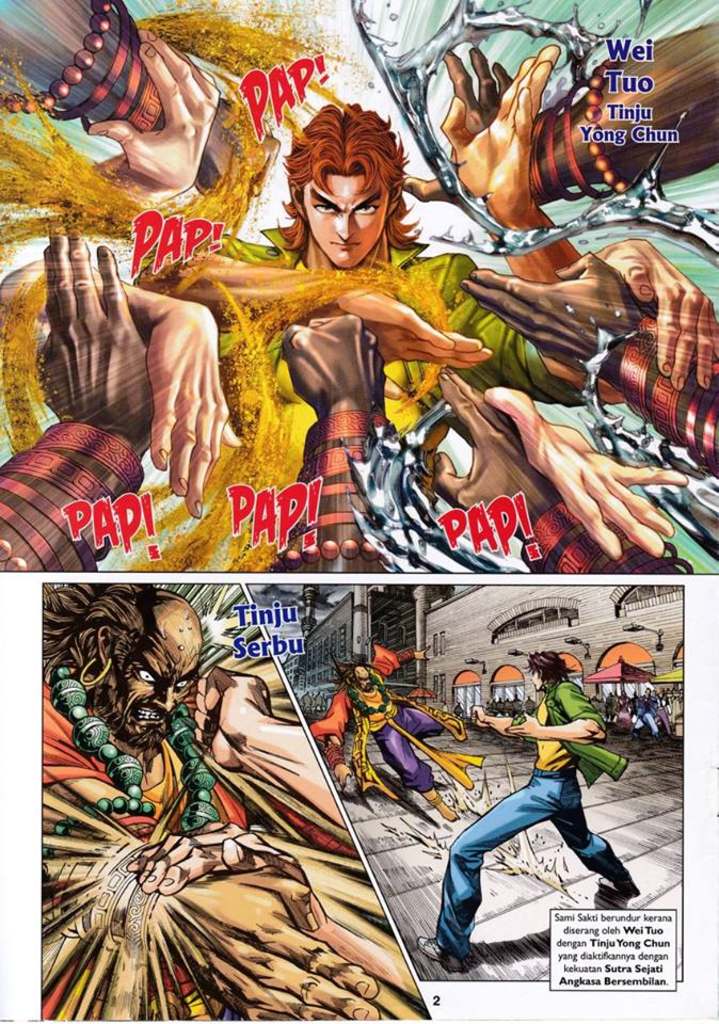 Wei
Tuo
Tinju
Yong Chun
PAP!
PAP!
PAP!
PAP!
PAP!
Tinju
Serbu
Sami Sakti berundur kerana
diserang oleh Wei Tuo
dengan Tinju Yong Chun
yang diaktifkannya dengan
kekuatan Sutra Sejati
Angkasa Bersembilan.
2